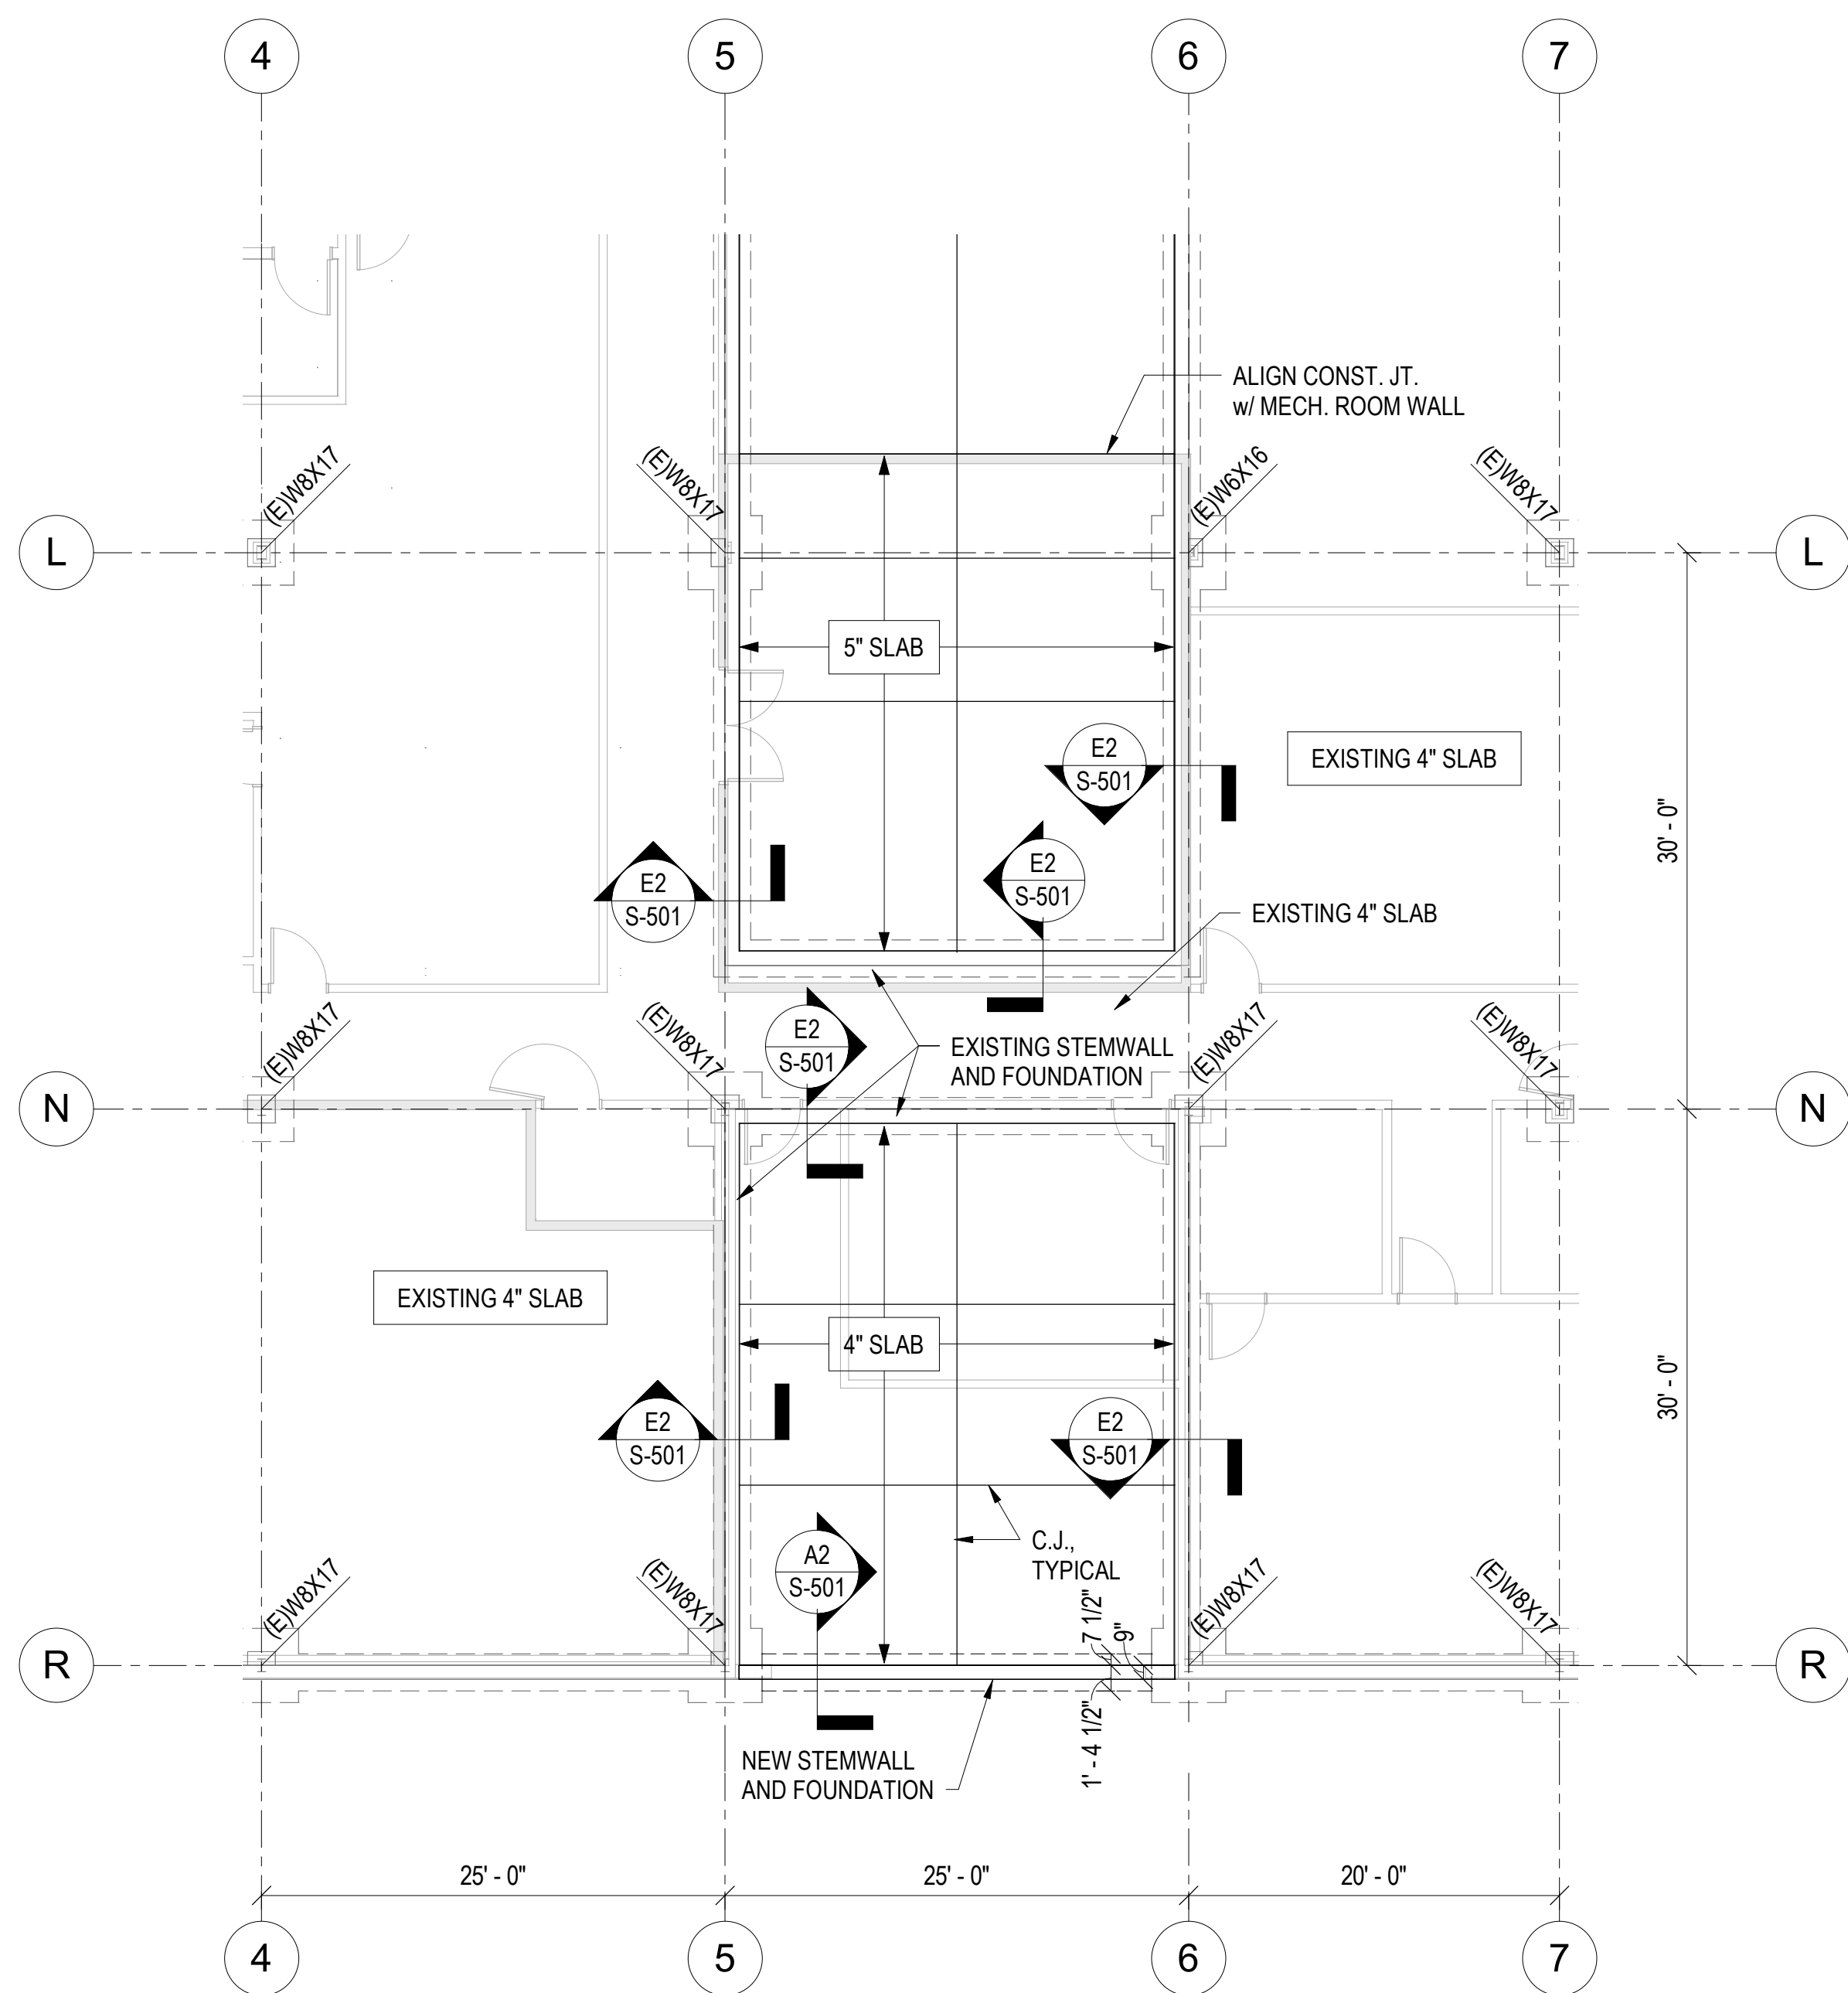 4
5
6
7
ALIGN CONST. JT.
w/ MECH. ROOM WALL
(E)W8X17
(E)W8X17
(E)W6X16
(E)W8X17
L
L
5" SLAB
E2
S-501
EXISTING 4" SLAB
30' - 0"
E2
S-501
E2
S-501
EXISTING 4" SLAB
E2
S-501
EXISTING STEMWALL
AND FOUNDATION
(E)W8X17
(E)W8X17
(E)W8X17
(E)W8X17
N
N
EXISTING 4" SLAB
4" SLAB
30' - 0"
E2
S-501
E2
S-501
A2
S-501
C.J.,
TYPICAL
(E)W8X17
(E)W8X17
7 1/2"
9"
(E)W8X17
(E)W8X17
R
R
1' - 4 1/2"
NEW STEMWALL
AND FOUNDATION
25' - 0"
25' - 0"
20' - 0"
4
5
6
7